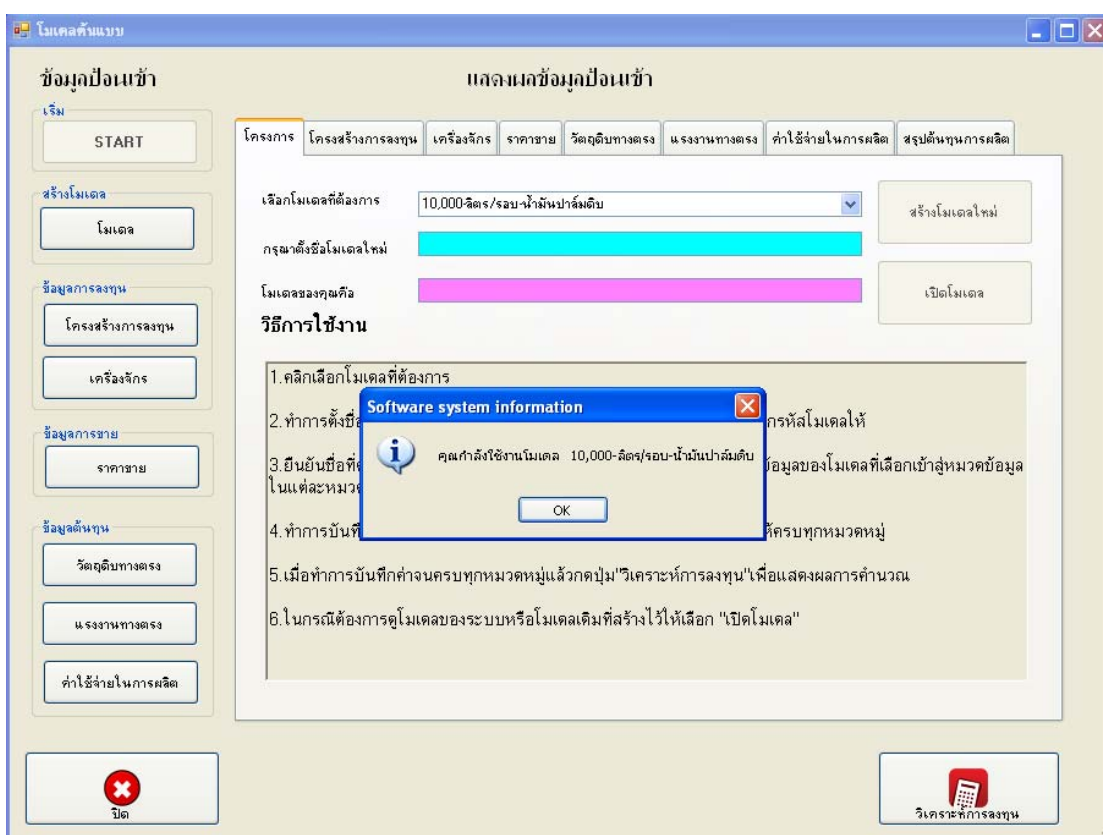 โมเดลต้นแบบ
ข้อมูลป้อนเข้า
แสดงผลข้อมูลป้อนเข้า
เริ่ม
START
สร้างโมเดล
โมเดล
ข้อมูลการลงทุน
โครงสร้างการลงทุน
เครื่องจักร
ข้อมูลการขาย
ราคาขาย
ข้อมูลต้นทุน
วัตถุดิบทางตรง
แรงงานทางตรง
ค่าใช้จ่ายในการผลิต
โครงการ โครงสร้างการลงทุน เครื่องจักร ราคาขาย วัตถุดิบทางตรง แรงงานทางตรง ค่าใช้จ่ายในการผลิต สรุปต้นทุนการผลิต
เลือกโมเดลที่ต้องการ 10,000-ลิตร/รอบ-น้ำมันปาล์มดิบ สร้างโมเดลใหม่
กรุณาตั้งชื่อโมเดลใหม่
โมเดลของคุณคือ เปิดโมเดล
วิธีการใช้งาน
1.คลิกเลือกโมเดลที่ต้องการ
2.ทำการตั้งชื่อ กรหัสโมเดลให้
3.ยืนยันชื่อที่ ข้อมูลของโมเดลที่เลือกเข้าสู่หมวดข้อมูล
ในแต่ละหมวด
4.ทำการบันทึ ห้ครบทุกหมวดหมู่
5.เมื่อทำการบันทึกค่าจนครบทุกหมวดหมู่แล้วกดปุ่ม"วิเคราะห์การลงทุน"เพื่อแสดงผลการคำนวณ
6.ในกรณีต้องการดูโมเดลของระบบหรือโมเดลเดิมที่สร้างไว้ให้เลือก "เปิดโมเดล"
Software system information
คุณกำลังใช้งานโมเดล 10,000-ลิตร/รอบ-น้ำมันปาล์มดิบ
OK
ปิด
วิเคราะห์การลงทุน